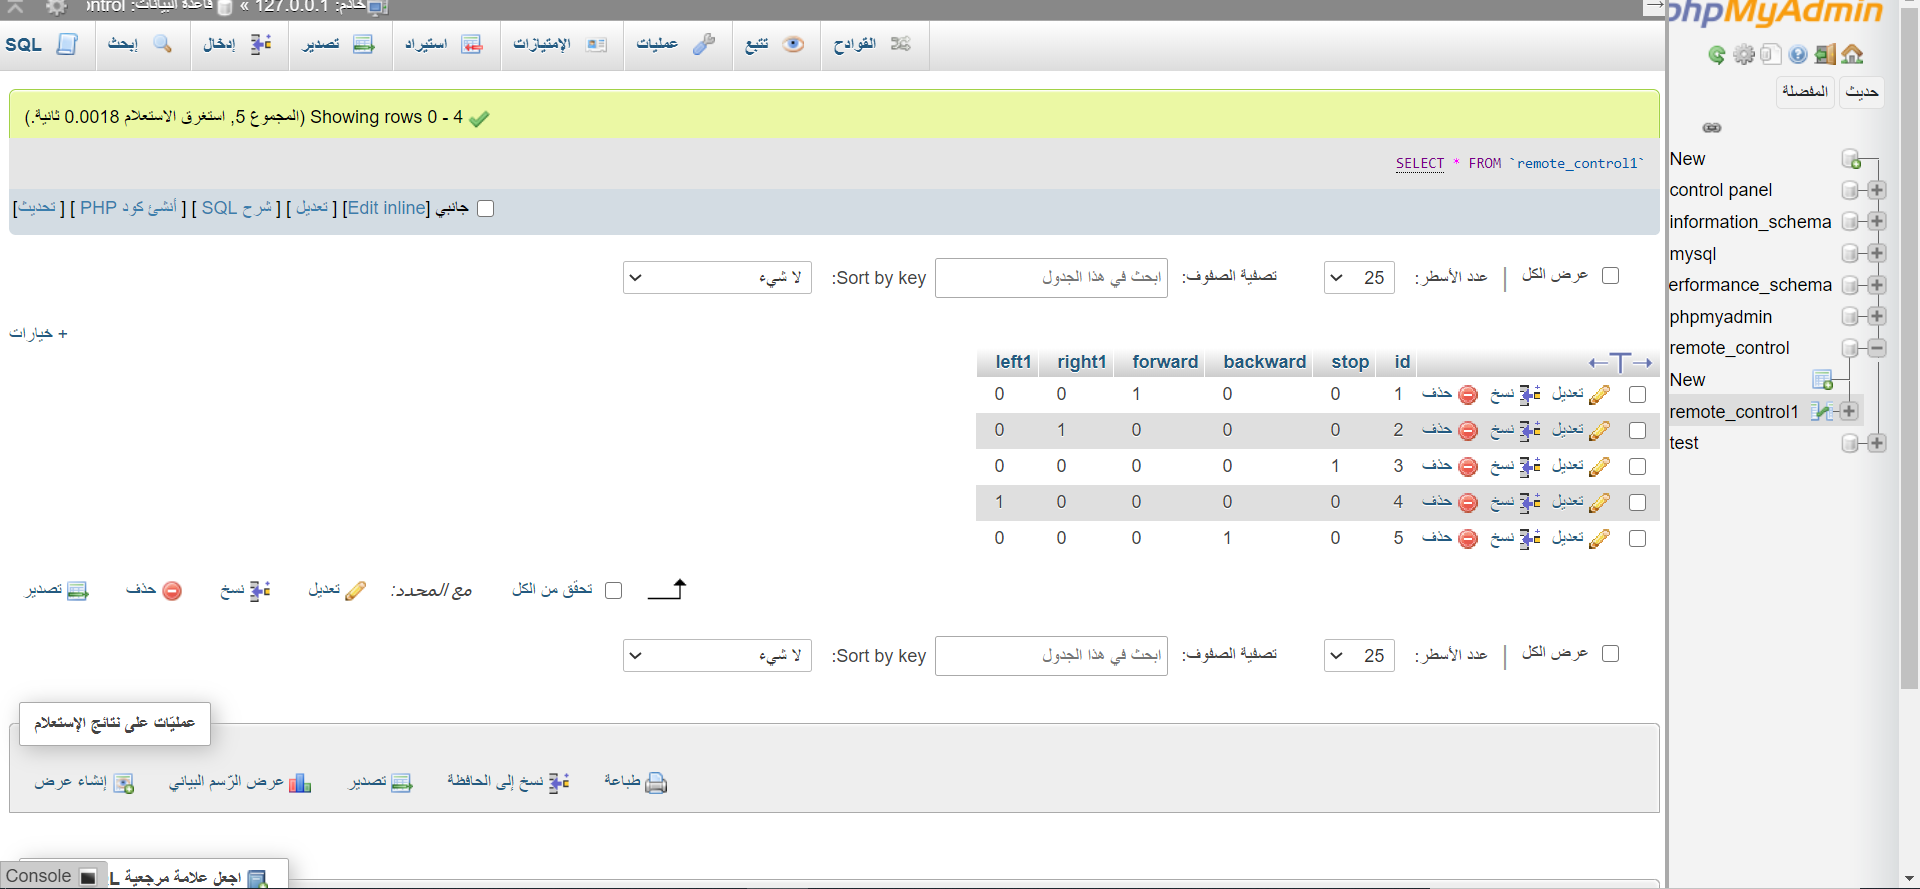 خادم: 127.0.0.1 » قاعدة البيانات:
phpMyAdmin
القوادح تتبع عمليات الإمتيازات استيراد تصدير إدخال إبحث SQL
حديث المفضلة
Showing rows 0 - 4 (المجموع 5, استغرق الاستعلام 0.0018 ثانية.)
SELECT * FROM `remote_control1`
جانبي [Edit inline] [ تعديل ] [ شرح SQL ] [ أنشئ كود PHP ] [ تحديث]
عرض الكل | عدد الأسطر: 25 تصفية الصفوف: ابحث في هذا الجدول Sort by key: لا شيء
+ خيارات
←T→ id stop backward forward right1 left1
تعديل نسخ حذف 1 0 0 1 0 0
تعديل نسخ حذف 2 0 0 0 1 0
تعديل نسخ حذف 3 1 0 0 0 0
تعديل نسخ حذف 4 0 0 0 0 1
تعديل نسخ حذف 5 0 1 0 0 0
تحقق من الكل مع المحدد: تعديل نسخ حذف تصدير
عرض الكل | عدد الأسطر: 25 تصفية الصفوف: ابحث في هذا الجدول Sort by key: لا شيء
عمليّات على نتائج الإستعلام
طباعة نسخ إلى الحافظة تصدير عرض الرّسم البياني إنشاء عرض
اجعل علامة مرجعية
Console
New
control panel
information_schema
mysql
erformance_schema
phpmyadmin
remote_control
New
remote_control1
test